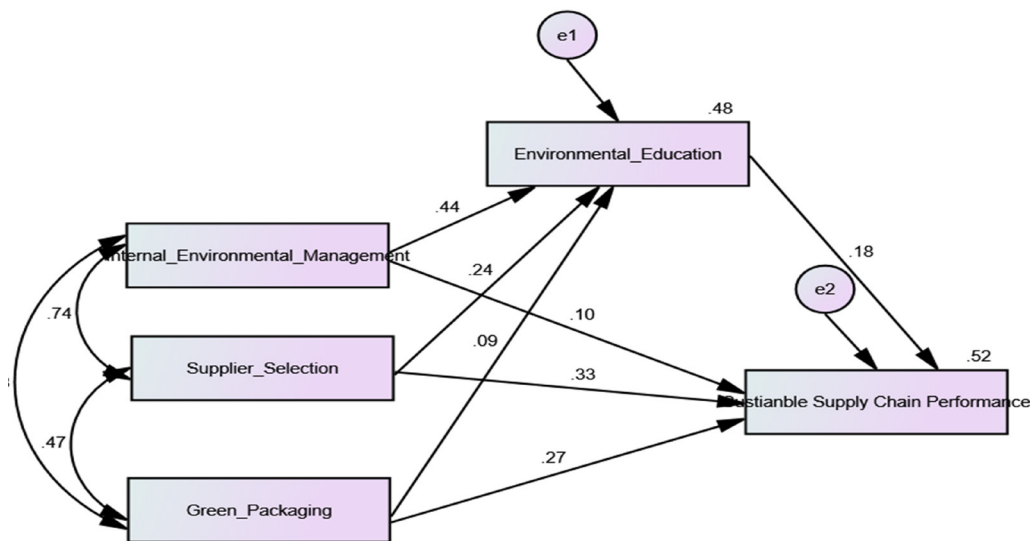 e1
.48
Environmental_Education
.44
Internal_Environmental_Management
.24
.18
e2
.74
.10
.09
Supplier_Selection
.33
.52
Sustianble Supply Chain Performance
.47
.27
Green_Packaging